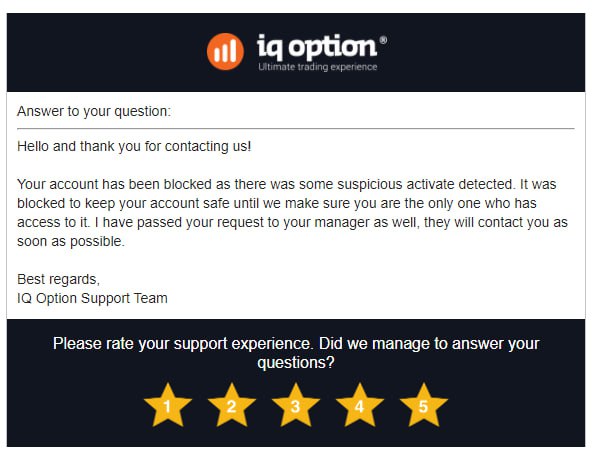 iq option®
Ultimate trading experience
Answer to your question:
Hello and thank you for contacting us!
Your account has been blocked as there was some suspicious activate detected. It was
blocked to keep your account safe until we make sure you are the only one who has
access to it. I have passed your request to your manager as well, they will contact you as
soon as possible.
Best regards,
IQ Option Support Team
Please rate your support experience. Did we manage to answer your
questions?
1 2 3 4 5